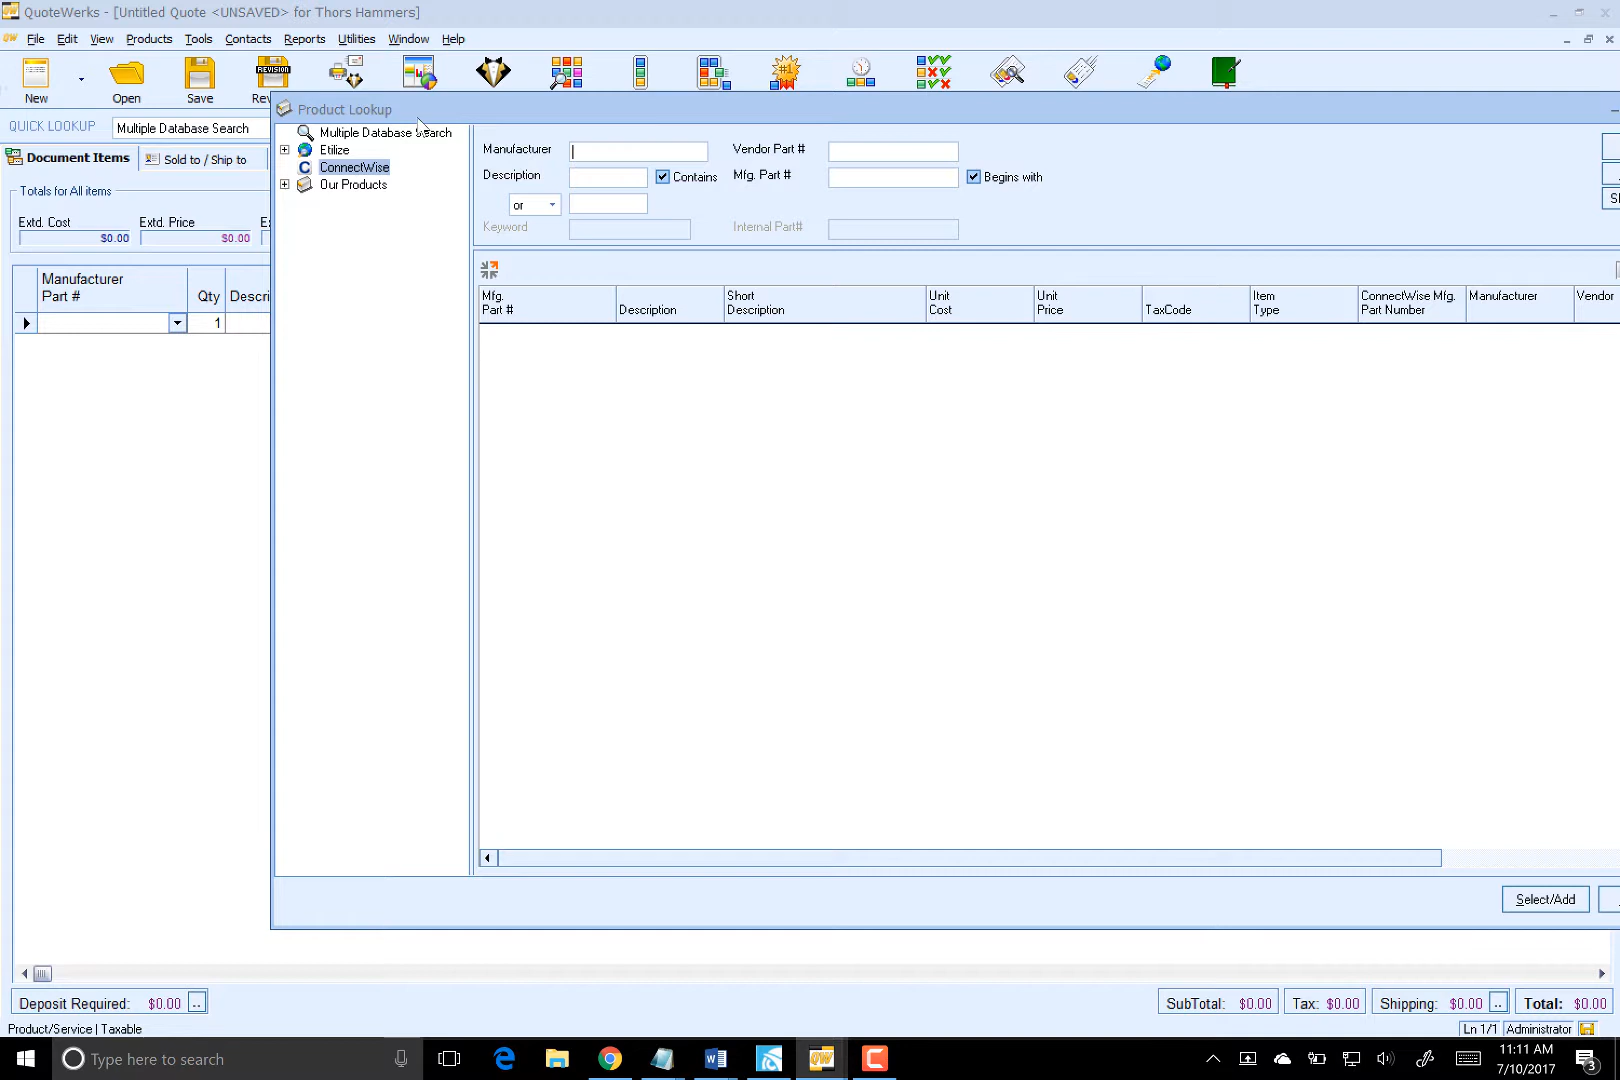 QuoteWerks - [Untitled Quote <UNSAVED> for Thors Hammers]
File Edit View Products Tools Contacts Reports Utilities Window Help
REVISION
#1
New Open Save
QUICK LOOKUP Multiple Database Search
Document Items Sold to / Ship to
Totals for All items
Extd. Cost Extd. Price
$0.00 $0.00
Manufacturer
Part # Qty
1
Product Lookup
Multiple Database Search
Etilize
ConnectWise
Our Products
Manufacturer Vendor Part #
Description Contains Mfg. Part # Begins with
or
Keyword Internal Part#
Mfg.
Part #
Description
Short
Description
Unit
Cost
Unit
Price
TaxCode
Item
Type
ConnectWise Mfg.
Part Number
Manufacturer
Vendor
Select/Add
Deposit Required: $0.00 ..
SubTotal: $0.00 Tax: $0.00 Shipping: $0.00 .. Total: $0.00
Product/Service | Taxable
Ln 1/1 Administrator
Type here to search
11:11 AM
7/10/2017
3